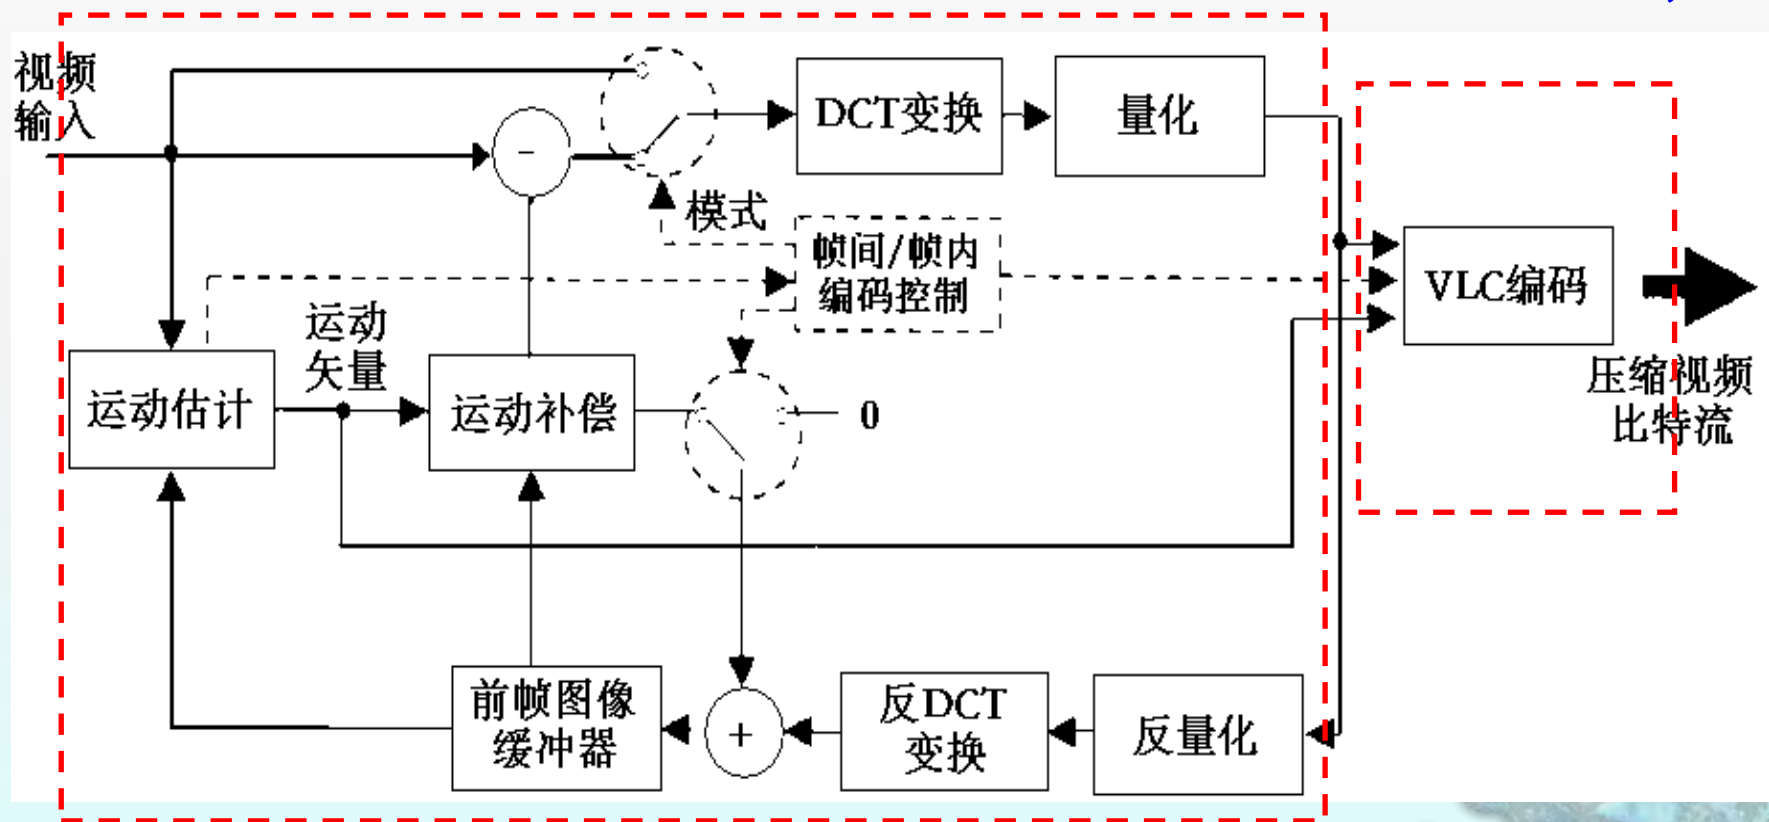 视频
输入
DCT变换
量化
-
模式
帧间/帧内
编码控制
VLC编码
运动
矢量
压缩视频
比特流
运动估计
运动补偿
0
前帧图像
缓冲器
+
反DCT
变换
反量化